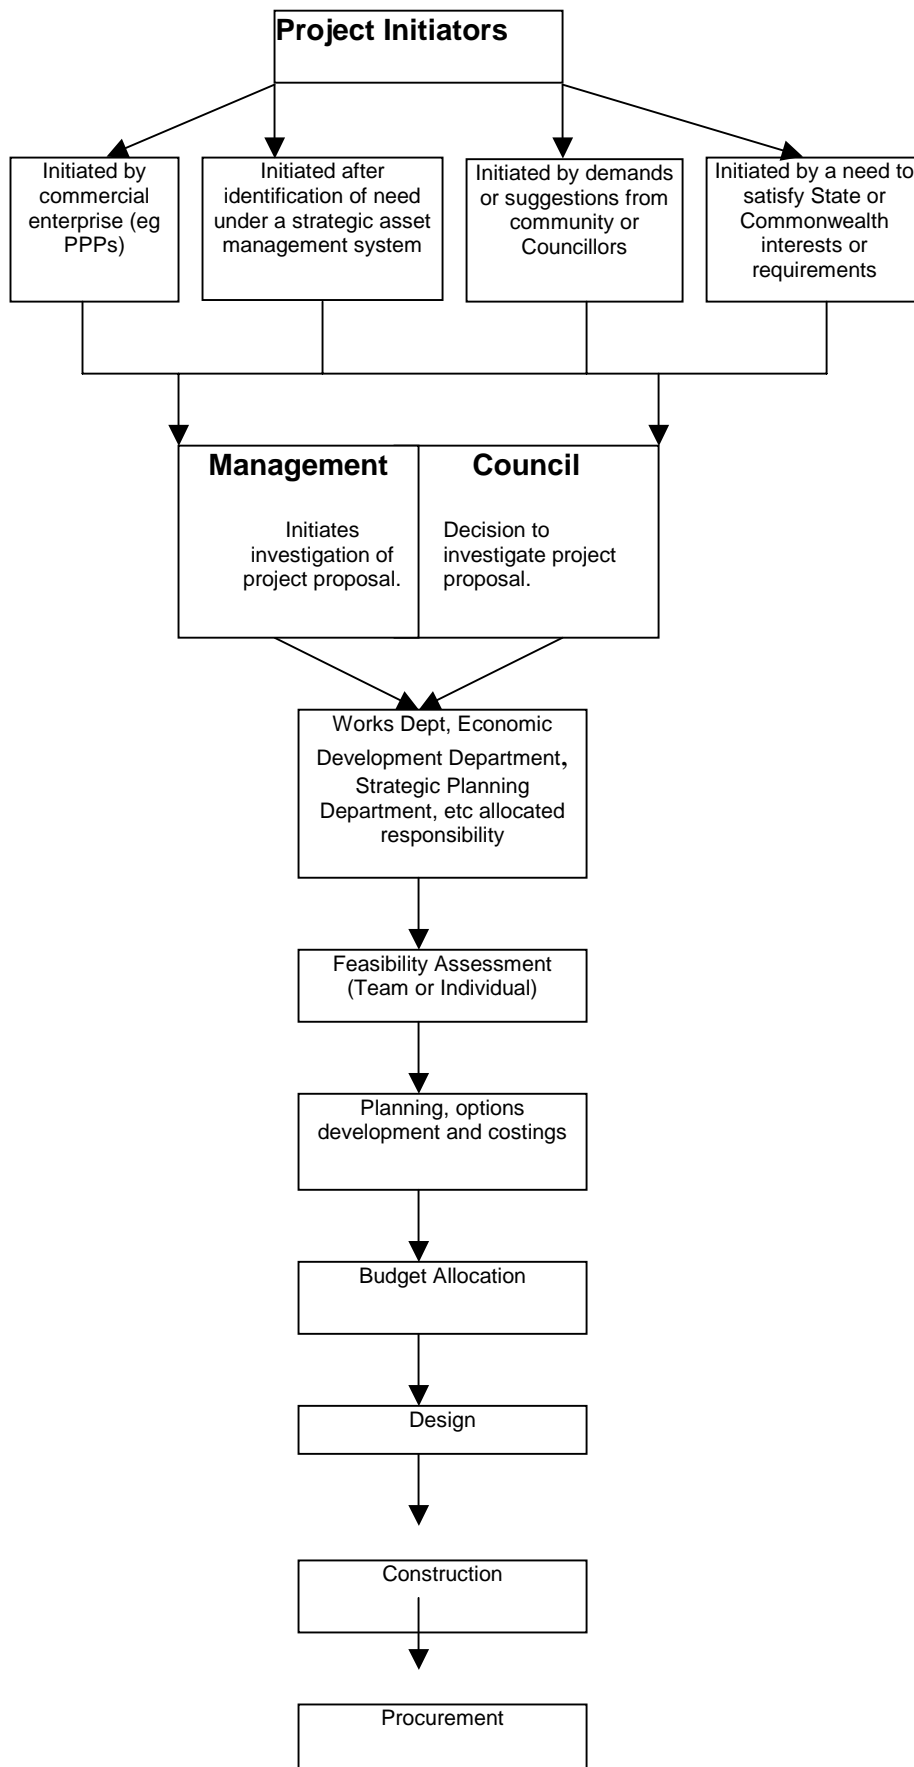 Project Initiators
Initiated by
commercial
enterprise (eg
PPPs)
Initiated after
identification of need
under a strategic asset
management system
Initiated by demands
or suggestions from
community or
Councillors
Initiated by a need to
satisfy State or
Commonwealth
interests or
requirements
Management
Initiates
investigation of
project proposal.
Council
Decision to
investigate project
proposal.
Works Dept, Economic
Development Department,
Strategic Planning
Department, etc allocated
responsibility
Feasibility Assessment
(Team or Individual)
Planning, options
development and costings
Budget Allocation
Design
Construction
Procurement